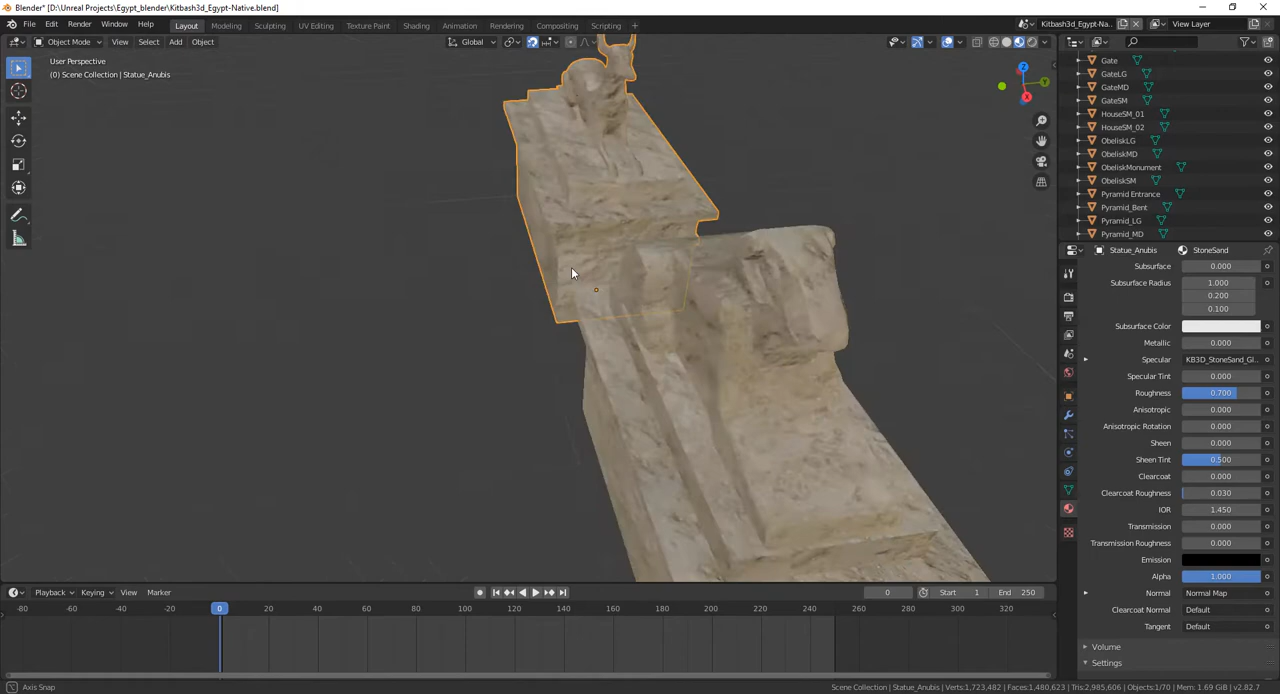 Blender* [D:\Unreal Projects\Egypt_blender\Kitbash3d_Egypt-Native.blend]
File Edit Render Window Help Layout Modeling Sculpting UV Editing Texture Paint Shading Animation Rendering Compositing Scripting Kitbash3d_Egypt-Na... View Layer
Object Mode View Select Add Object Global
User Perspective
(0) Scene Collection | Statue_Anubis
Gate
GateLG
GateMD
GateSM
HouseSM_01
HouseSM_02
ObeliskLG
ObeliskMD
ObeliskMonument
ObeliskSM
Pyramid Entrance
Pyramid_Bent
Pyramid_LG
Pyramid_MD
Statue_Anubis StoneSand
Subsurface 0.000
Subsurface Radius 1.000
0.200
0.100
Subsurface Color
Metallic 0.000
Specular KB3D_StoneSand_Gl...
Specular Tint 0.000
Roughness 0.700
Anisotropic 0.000
Anisotropic Rotation 0.000
Sheen 0.000
Sheen Tint 0.500
Clearcoat 0.000
Clearcoat Roughness 0.030
IOR 1.450
Transmission 0.000
Transmission Roughness 0.000
Emission
Alpha 1.000
Normal Normal Map
Clearcoat Normal Default
Tangent Default
Volume
Settings
Playback Keying View Marker 0 Start 1 End 250
-80 -60 -40 -20 0 20 40 60 80 100 120 140 160 180 200 220 240 260 280 300 320
Axis Snap Scene Collection | Statue_Anubis | Verts:1,723,482 | Faces:1,480,623 | Tris:2,985,606 | Objects:1/70 | Mem: 1.69 GiB | v2.82.7